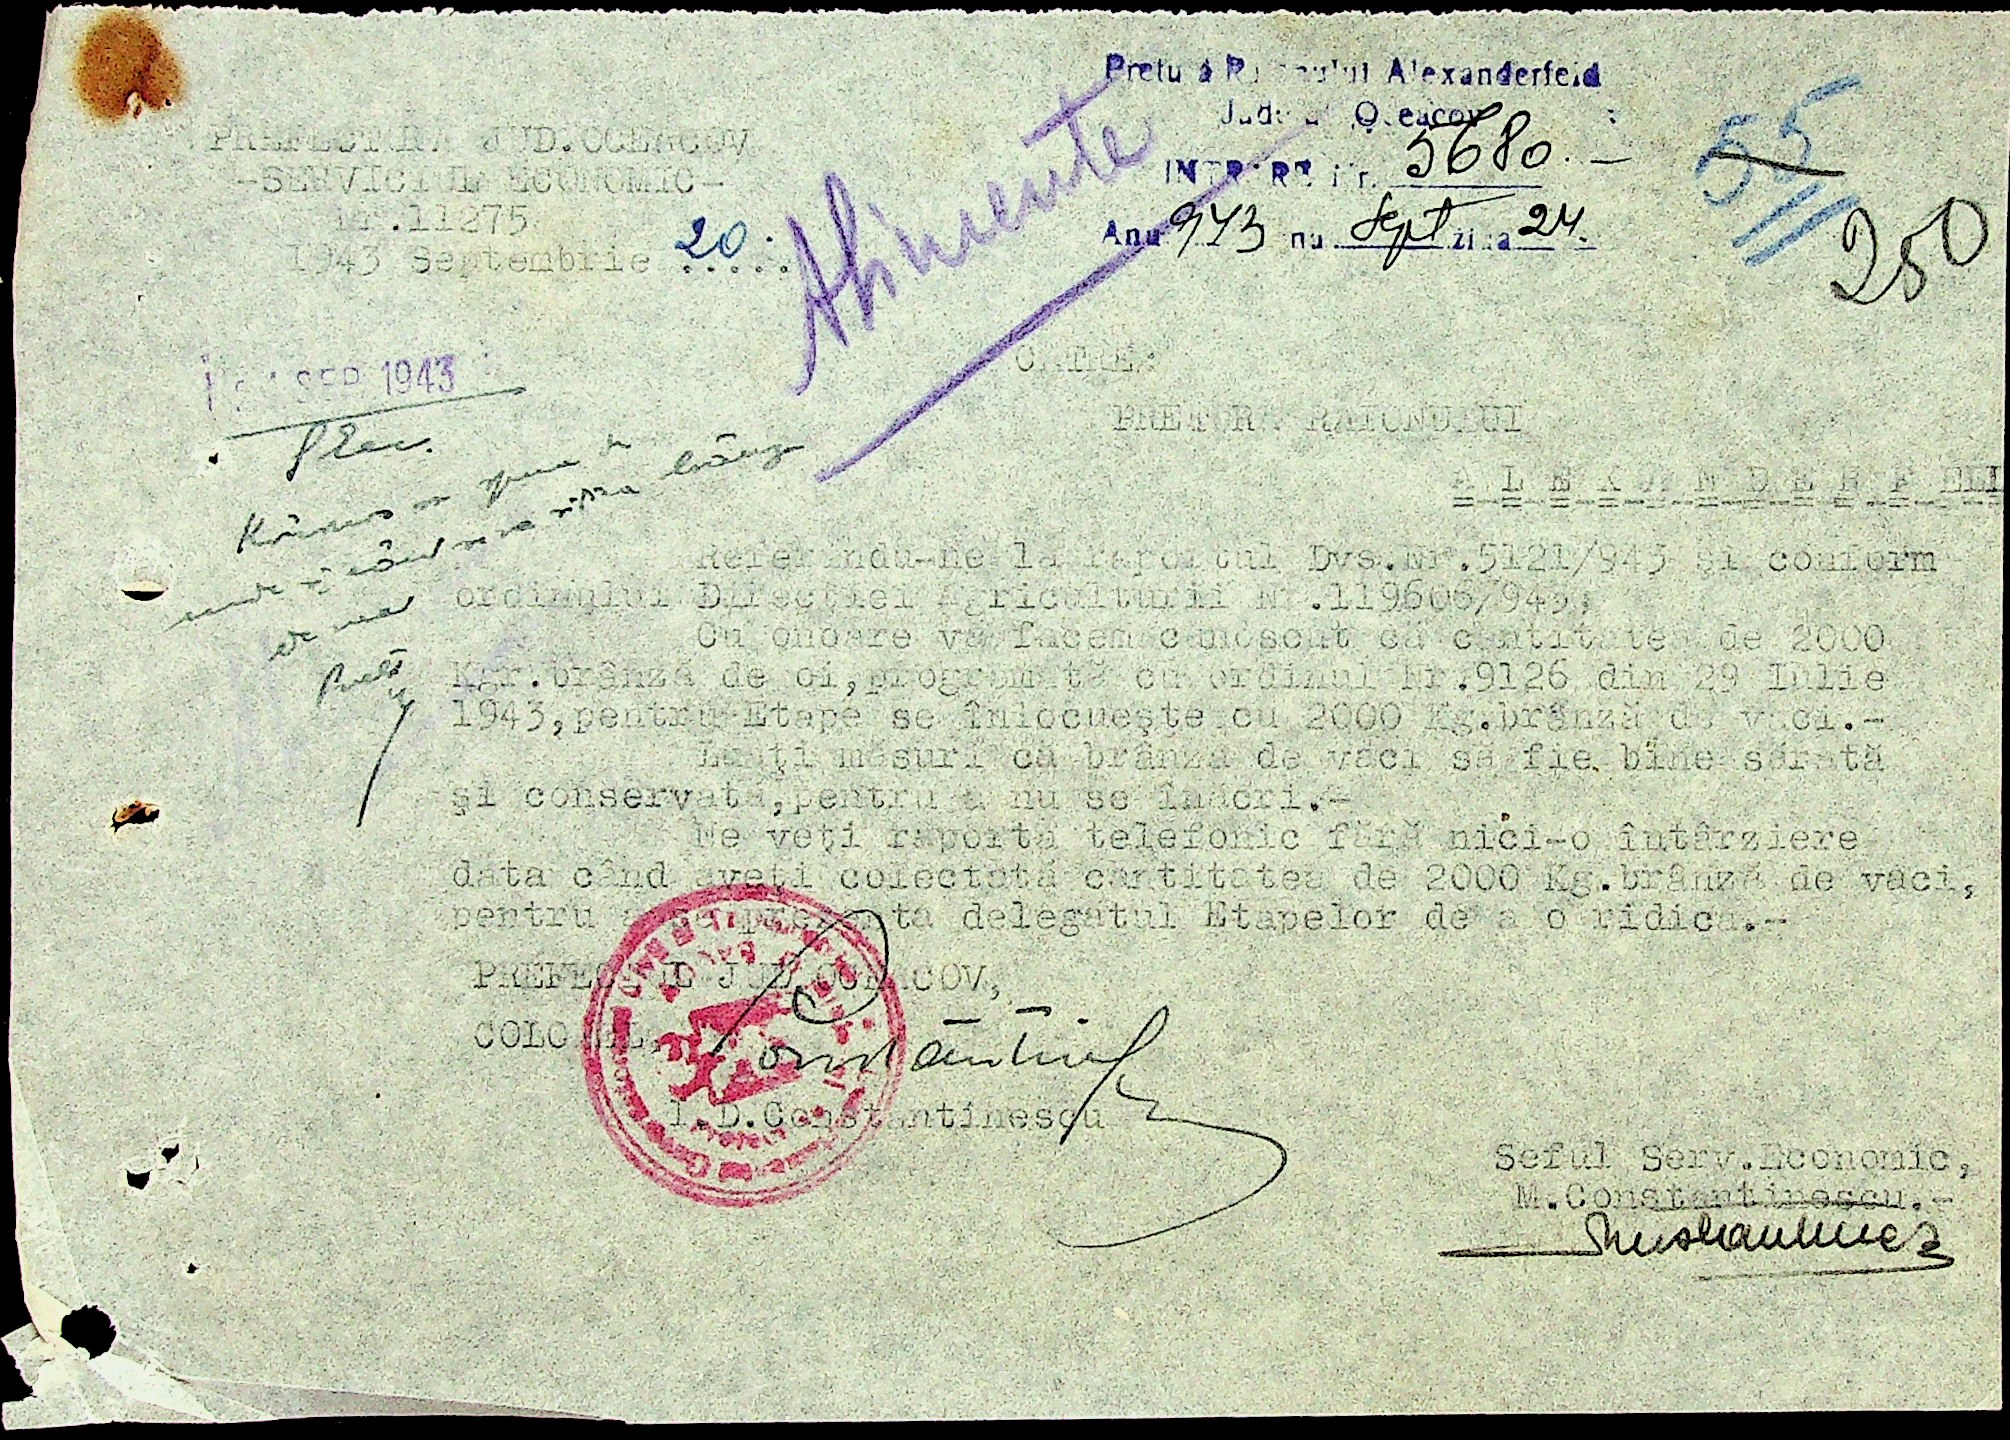 Pretura Raionului Alexanderfeld
Județul Oceacov
INTRARE Nr. 5680.—
Anul 943 luna Sept ziua 24.
55
250
Alimente
PREFECTURA JUD.OCEACOV
-SERVICIUL ECONOMIC-
Nr.11275
1943 Septembrie 20.....
SEP 1943
CATRE:
PRETURA RAIONULUI
A L E X A N D E R F E L
Referindu-ne la raportul Dvs.Nr.5121/943 şi conform
ordinului Direcţiei Agriculturii Nr.119606/943,
Cu onoare vă facem cunoscut că cantitatea de 2000
Kgr.brânză de oi,programată cu ordinul Nr.9126 din 29 Iulie
1943,pentru Etape se înlocueşte cu 2000 Kg.brânză de vaci.-
Luaţi măsuri ca brânza de vaci să fie bine sărată
şi conservată,pentru a nu se înăcri.-
Ne veţi raporta telefonic fără nici-o întârziere
data când aveţi colectată cantitatea de 2000 Kg.brânză de vaci,
pentru a se prezenta delegatul Etapelor de a o ridica.-
PREFECTUL JUD.OCEACOV,
COLONEL,
I.D.Constantinescu
Seful Serv.Economic,
M.Constantinescu.-